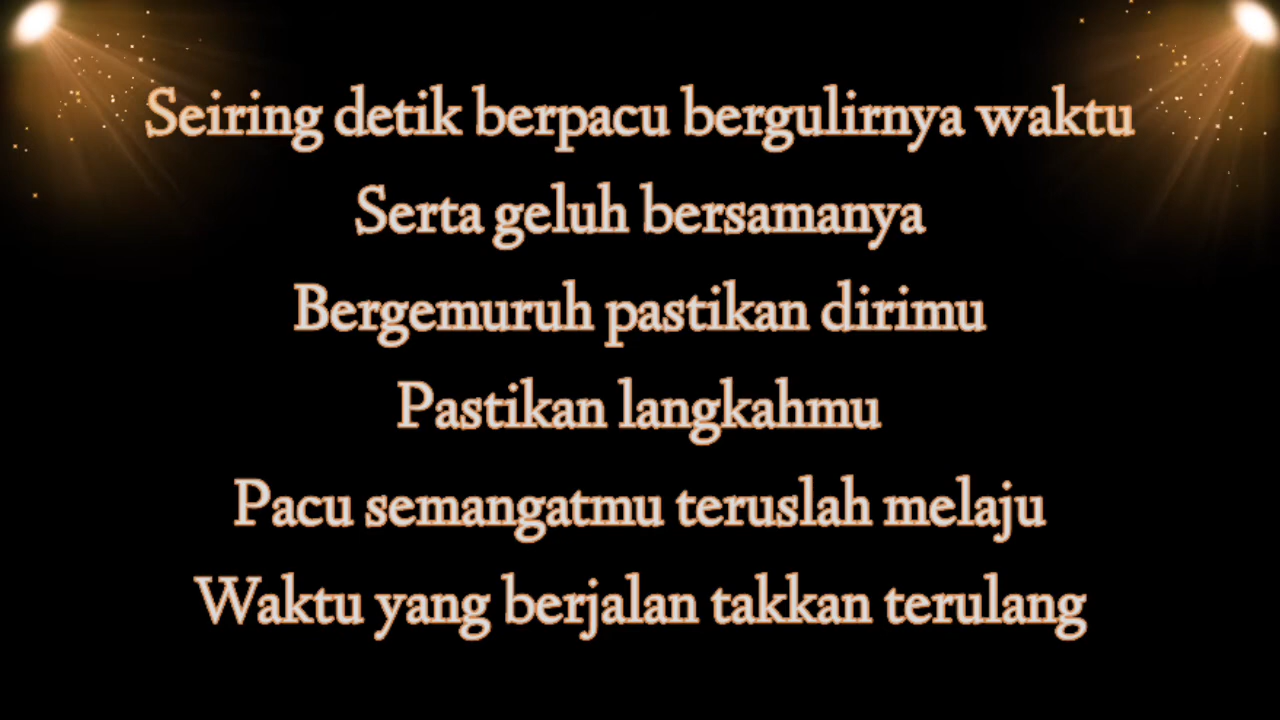 Seiring detik berpacu bergulirnya waktu
Serta geluh bersamanya
Bergemuruh pastikan dirimu
Pastikan langkahmu
Pacu semangatmu teruslah melaju
Waktu yang berjalan takkan terulang